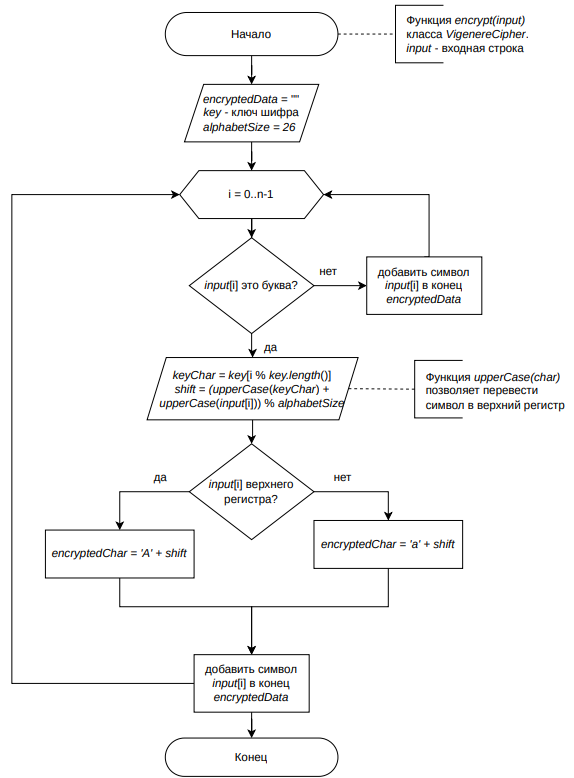 Начало
Функция encrypt(input)
класса VigenereCipher.
input - входная строка
encryptedData = ""
key - ключ шифра
alphabetSize = 26
i = 0..n-1
input[i] это буква?
нет
добавить символ
input[i] в конец
encryptedData
да
keyChar = key[i % key.length()]
shift = (upperCase(keyChar) +
upperCase(input[i])) % alphabetSize
Функция upperCase(char)
позволяет перевести
символ в верхний регистр
да
input[i] верхнего
регистра?
нет
encryptedChar = 'A' + shift
encryptedChar = 'a' + shift
добавить символ
input[i] в конец
encryptedData
Конец